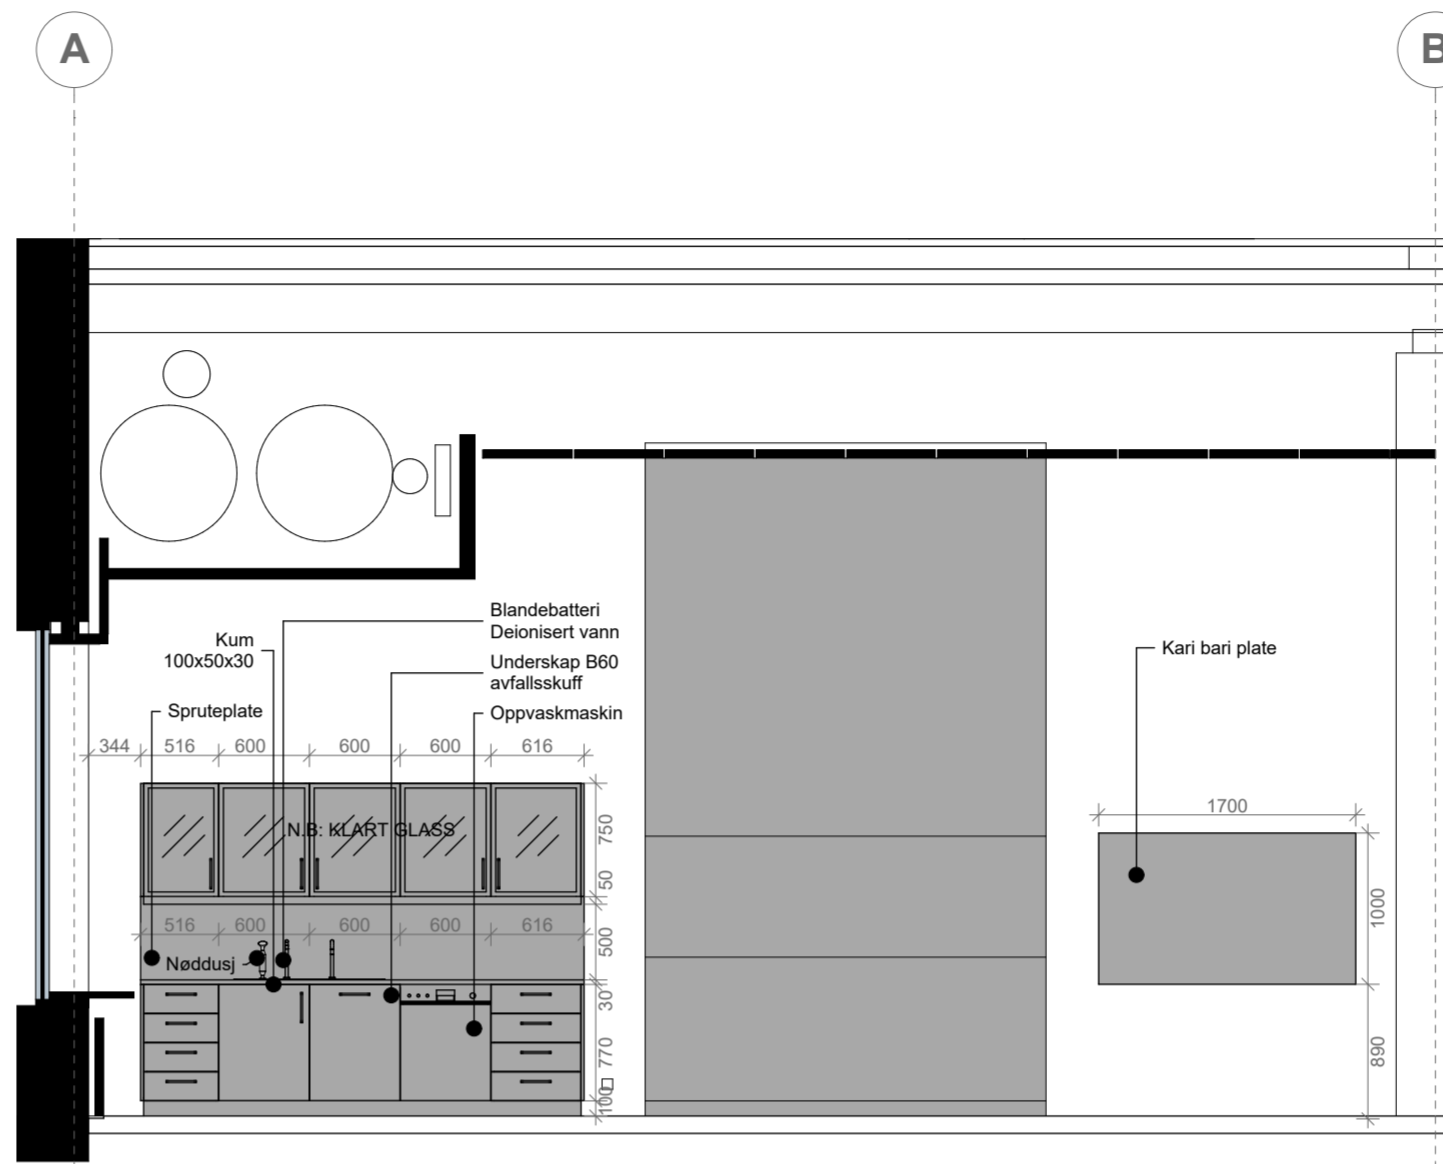 A
B
Blandebatteri
Deionisert vann
Kum
100x50x30
Underskap B60
avfallsskuff
Kari bari plate
Spruteplate
Oppvaskmaskin
344
516
600
600
600
616
1700
N.B: KLART GLASS
750
50
1000
516
600
600
600
616
500
Nøddusj
30
770
100
890